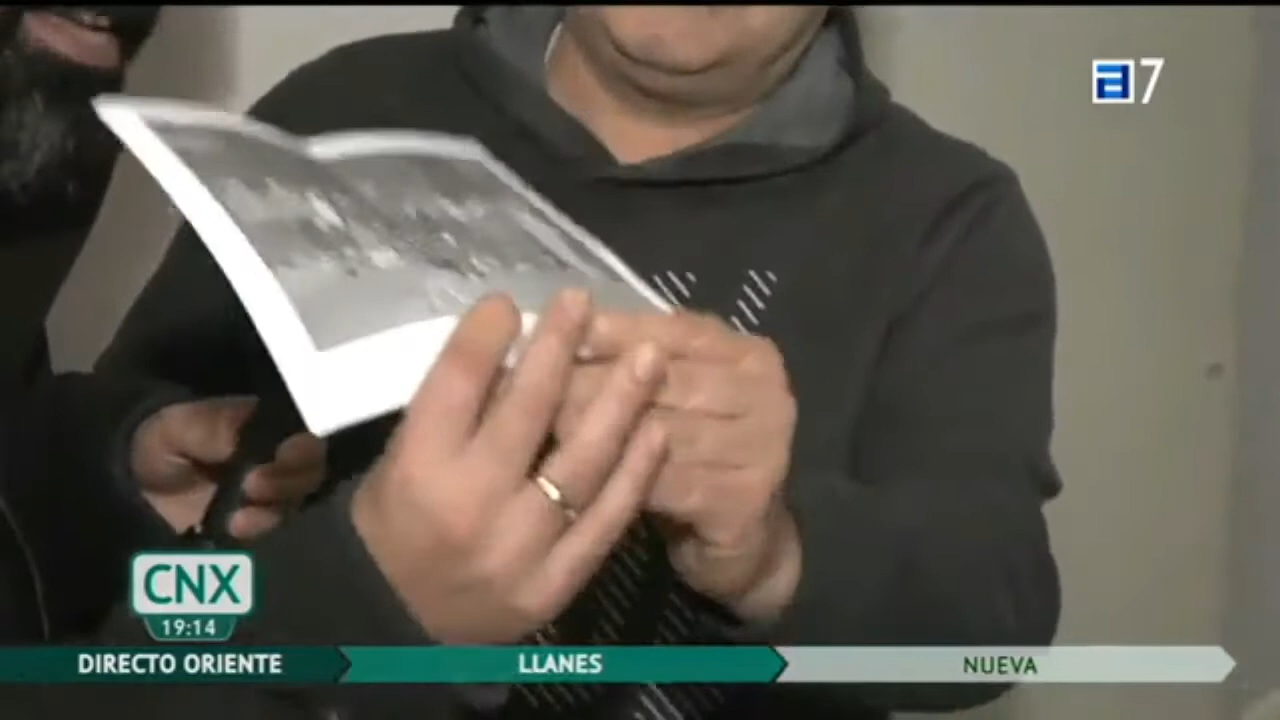 a7
CNX
19:14
DIRECTO ORIENTE
LLANES
NUEVA